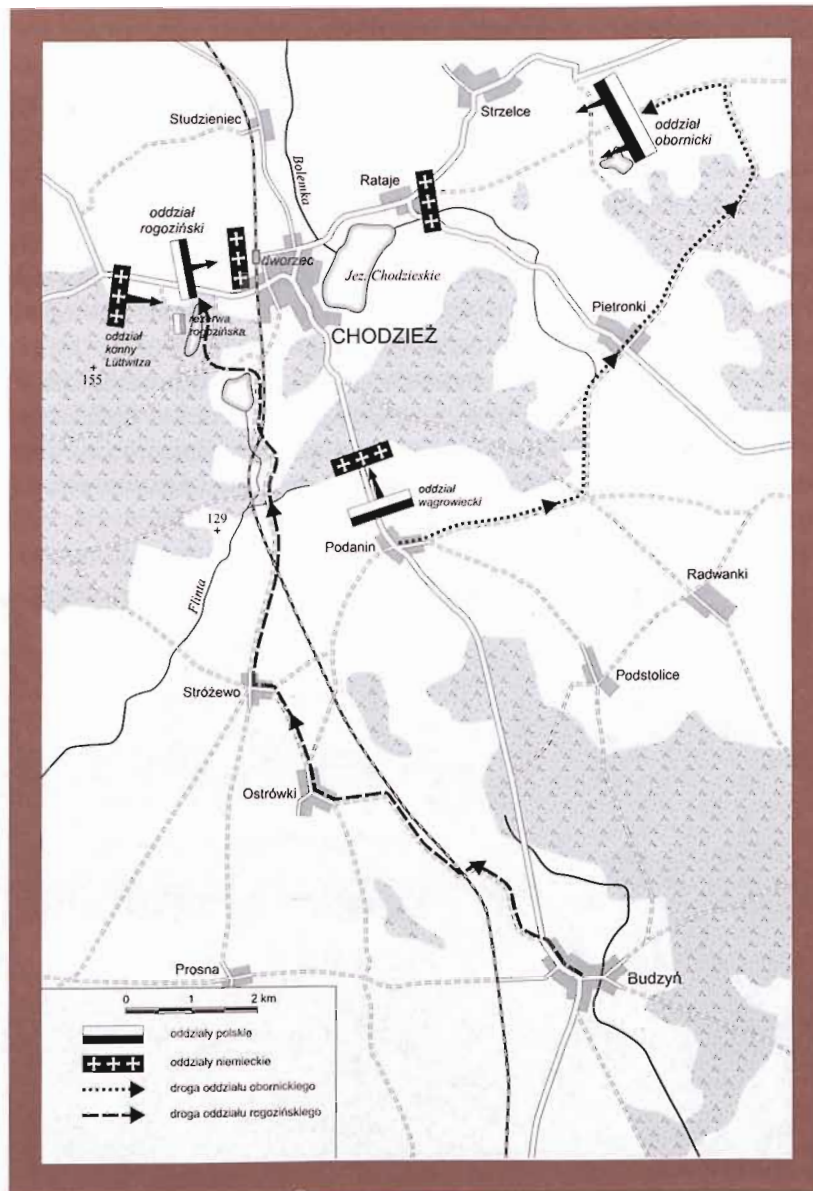 Strzelce
Studzieniec
oddział
obornicki
Bolemka
Rataje
oddział
rogoziński
dworzec
Jez. Chodzieskie
rezerwa
rogozińska
Pietronki
oddział
konny
Lüttwitza
CHODZIEŻ
155
oddział
wągrowiecki
129
Podanin
Radwanki
Flinta
Podstolice
Stróżewo
Ostrówki
Prosna
Budzyń
0 1 2 km
oddziały polskie
oddziały niemieckie
droga oddziału obornickiego
droga oddziału rogozińskiego